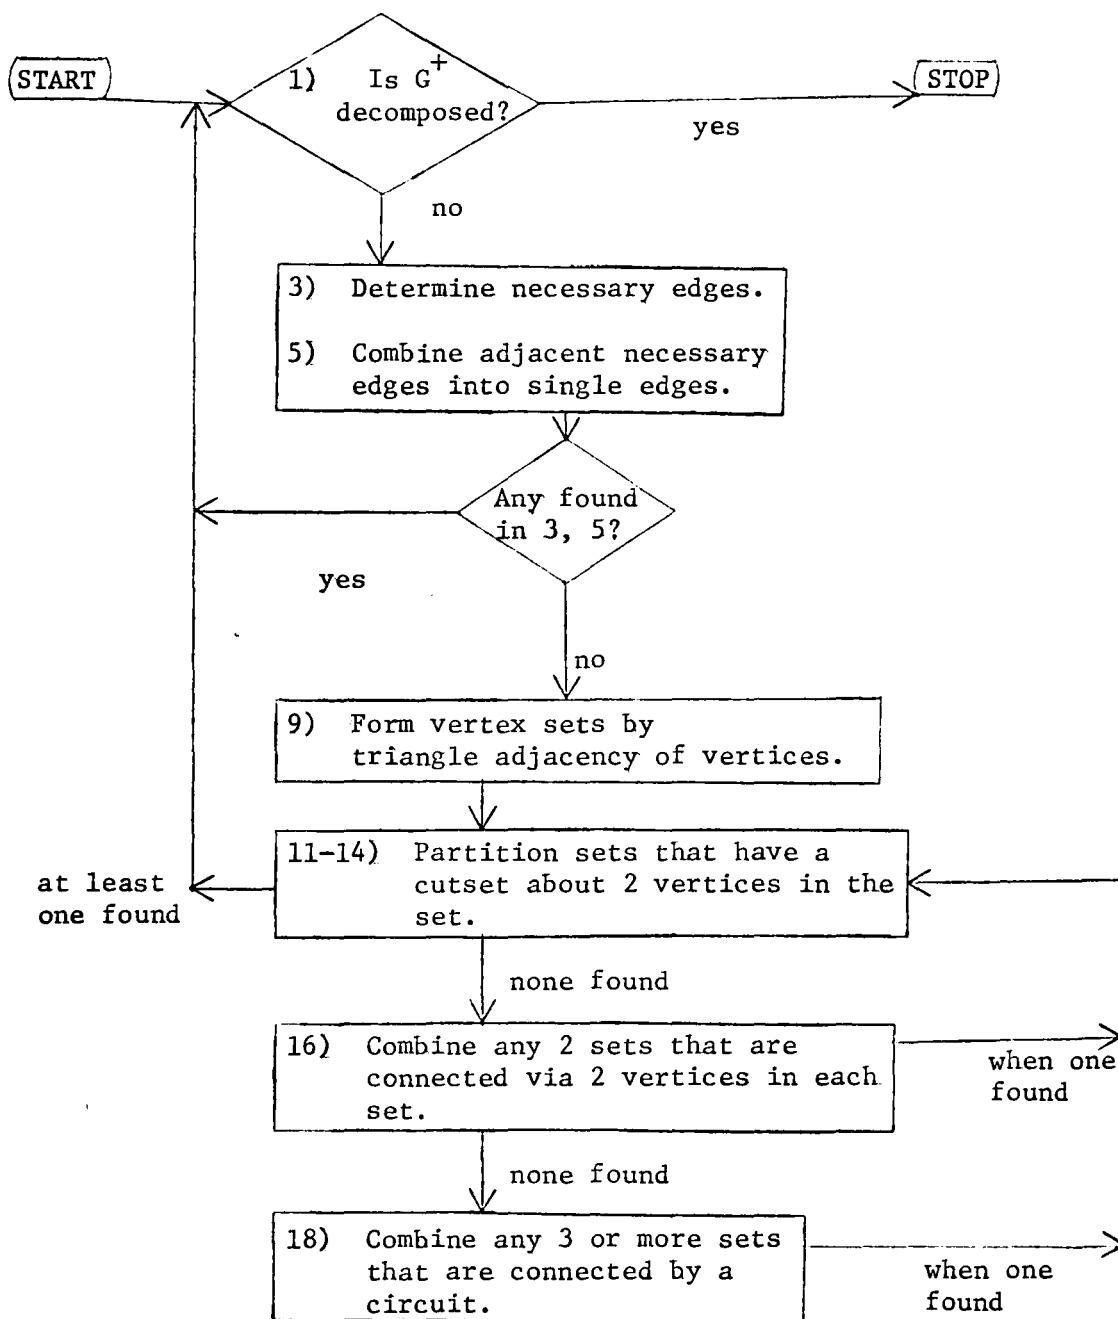 START
1) Is G+
decomposed?
STOP
yes
no
3) Determine necessary edges.
5) Combine adjacent necessary
edges into single edges.
Any found
in 3, 5?
yes
no
9) Form vertex sets by
triangle adjacency of vertices.
11-14) Partition sets that have a
cutset about 2 vertices in the
set.
at least
one found
none found
16) Combine any 2 sets that are
connected via 2 vertices in each
set.
when one
found
none found
18) Combine any 3 or more sets
that are connected by a
circuit.
when one
found